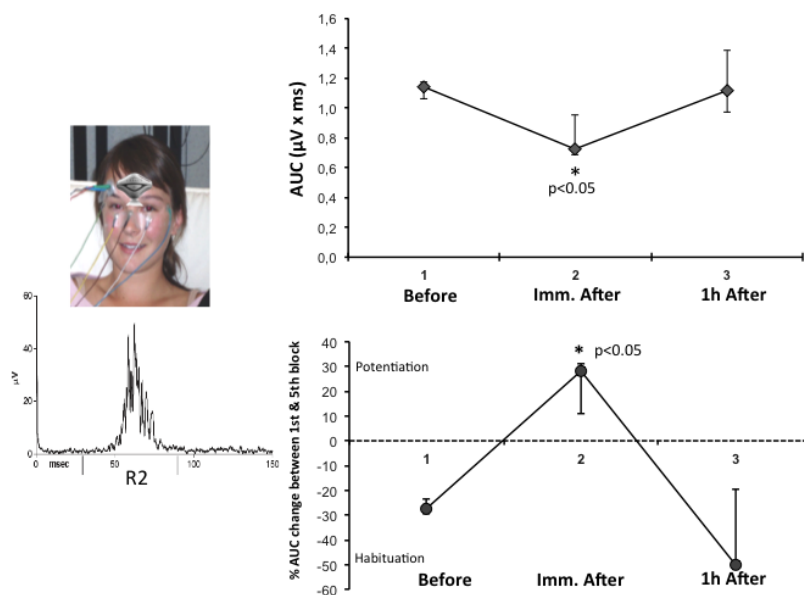 1,6
1,4
1,2
1,0
0,8
0,6
0,4
0,2
0,0
AUC (µV x ms)
*
p<0.05
1 2 3
Before Imm. After 1h After
60
40
20
0
µV
0 msec 50 100 150
R2
40
30
20
10
0
-10
-20
-30
-40
-50
-60
% AUC change between 1st & 5th block
Potentiation
* p<0.05
1 2 3
Habituation
Before Imm. After 1h After